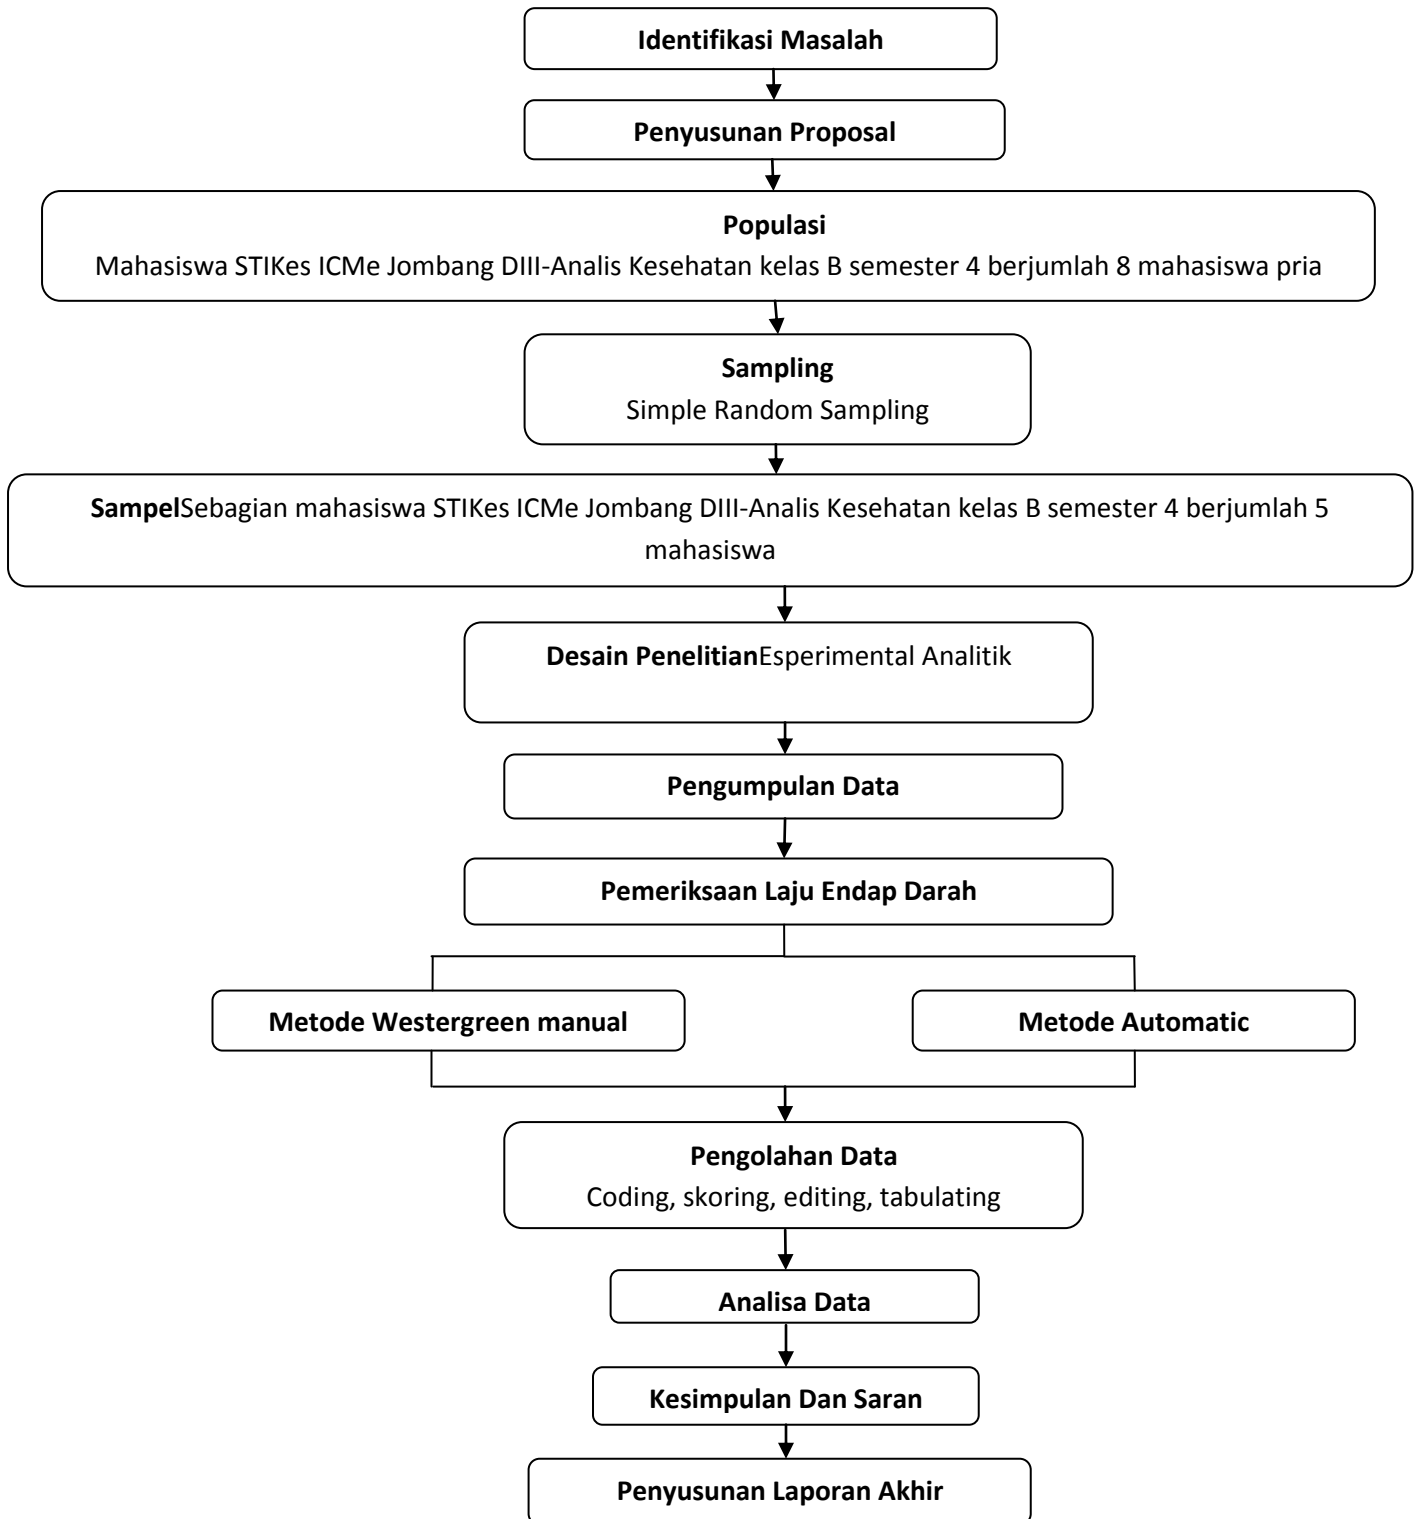 Identifikasi Masalah
Penyusunan Proposal
Populasi
Mahasiswa STIKes ICMe Jombang DIII-Analis Kesehatan kelas B semester 4 berjumlah 8 mahasiswa pria
Sampling
Simple Random Sampling
SampelSebagian mahasiswa STIKes ICMe Jombang DIII-Analis Kesehatan kelas B semester 4 berjumlah 5
mahasiswa
Desain PenelitianEsperimental Analitik
Pengumpulan Data
Pemeriksaan Laju Endap Darah
Metode Westergreen manual
Metode Automatic
Pengolahan Data
Coding, skoring, editing, tabulating
Analisa Data
Kesimpulan Dan Saran
Penyusunan Laporan Akhir